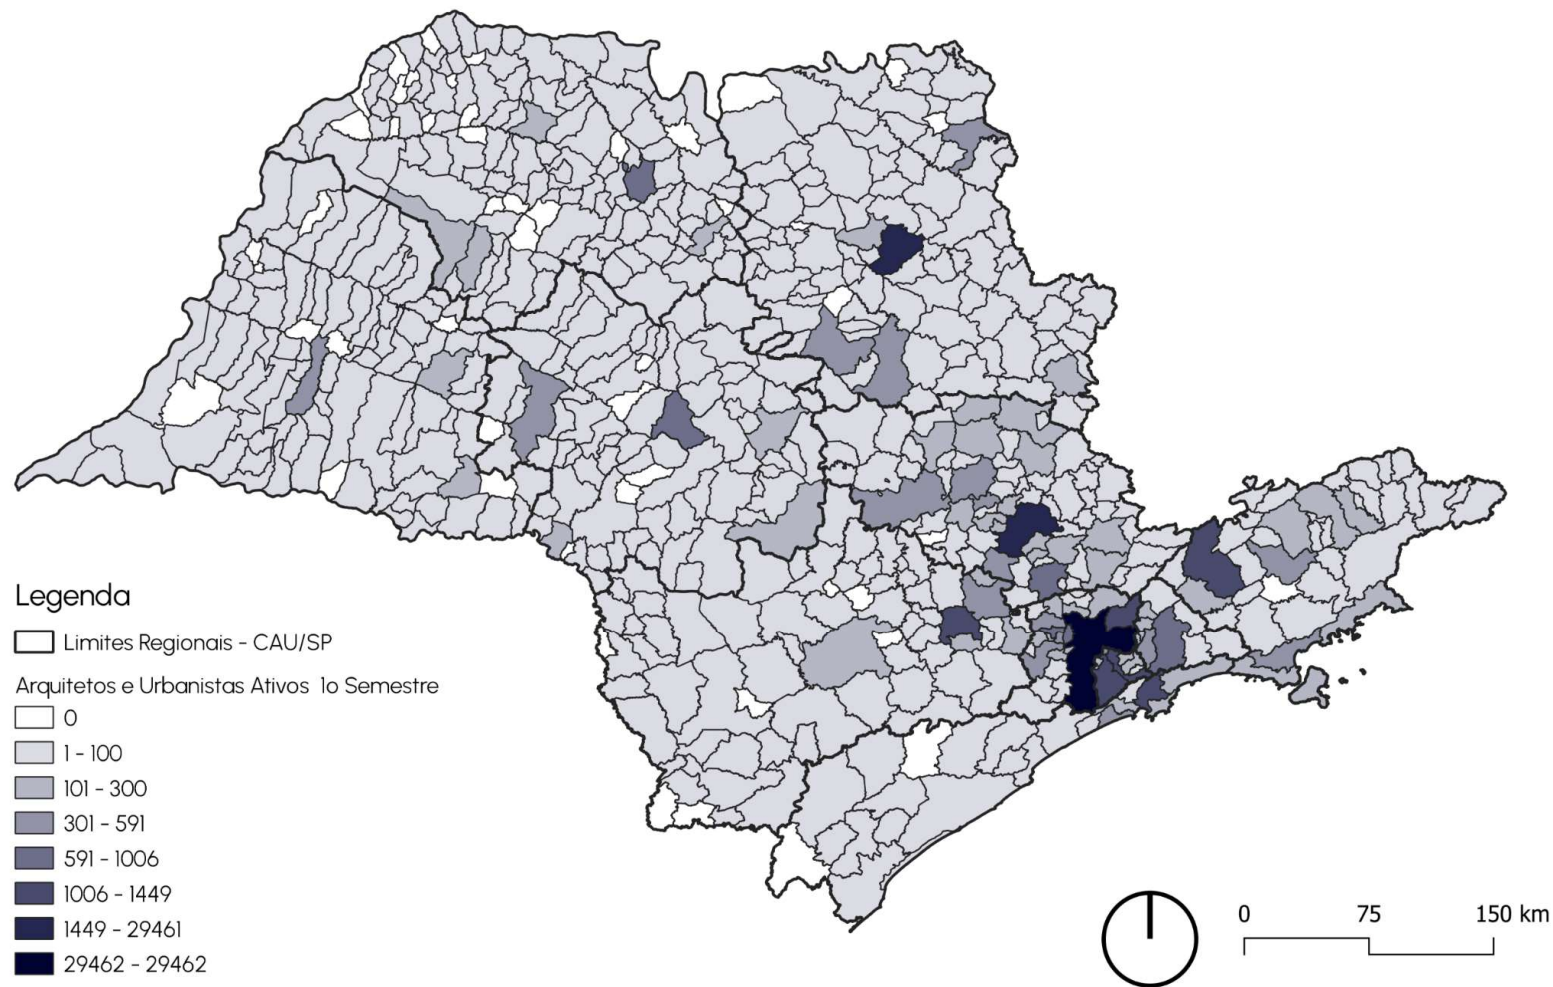 Legenda
Limites Regionais - CAU/SP
Arquitetos e Urbanistas Ativos 1o Semestre
0
1 - 100
101 - 300
301 - 591
591 - 1006
1006 - 1449
1449 - 29461
29462 - 29462
0 75 150 km